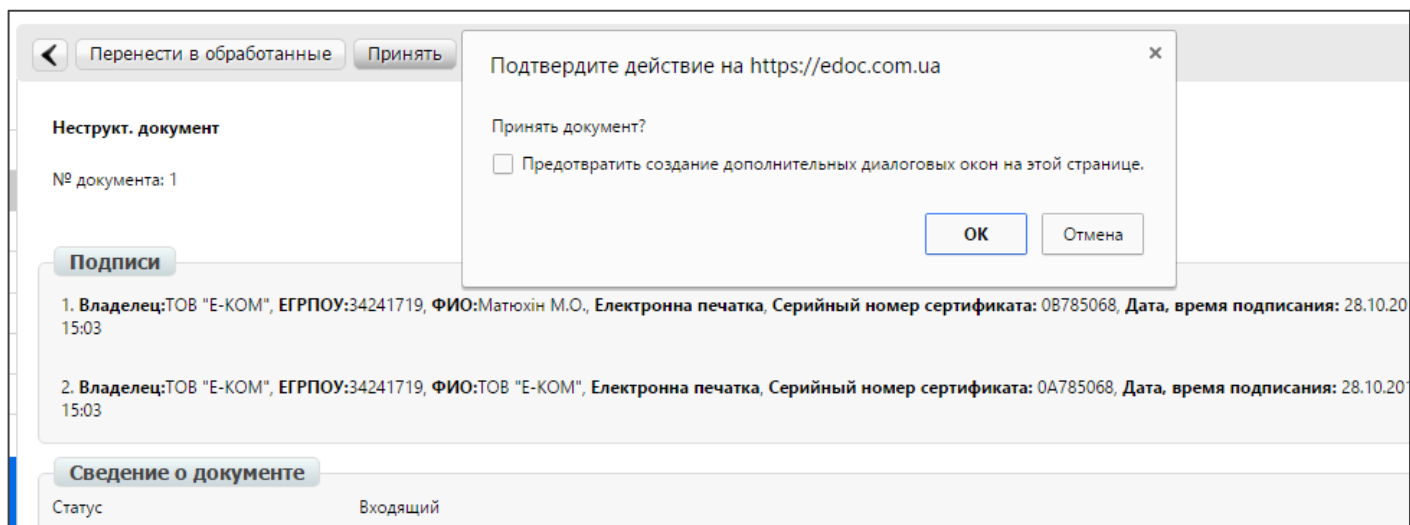 Перенести в обработанные
Принять
Подтвердите действие на https://edoc.com.ua
Принять документ?
Предотвратить создание дополнительных диалоговых окон на этой странице.
ОК
Отмена
Неструкт. документ
№ документа: 1
Подписи
1. Владелец:ТОВ "Е-КОМ", ЕГРПОУ:34241719, ФИО:Матюхін М.О., Електронна печатка, Серийный номер сертификата: 0B785068, Дата, время подписания: 28.10.20
15:03
2. Владелец:ТОВ "Е-КОМ", ЕГРПОУ:34241719, ФИО:ТОВ "Е-КОМ", Електронна печатка, Серийный номер сертификата: 0A785068, Дата, время подписания: 28.10.20
15:03
Сведение о документе
Статус Входящий